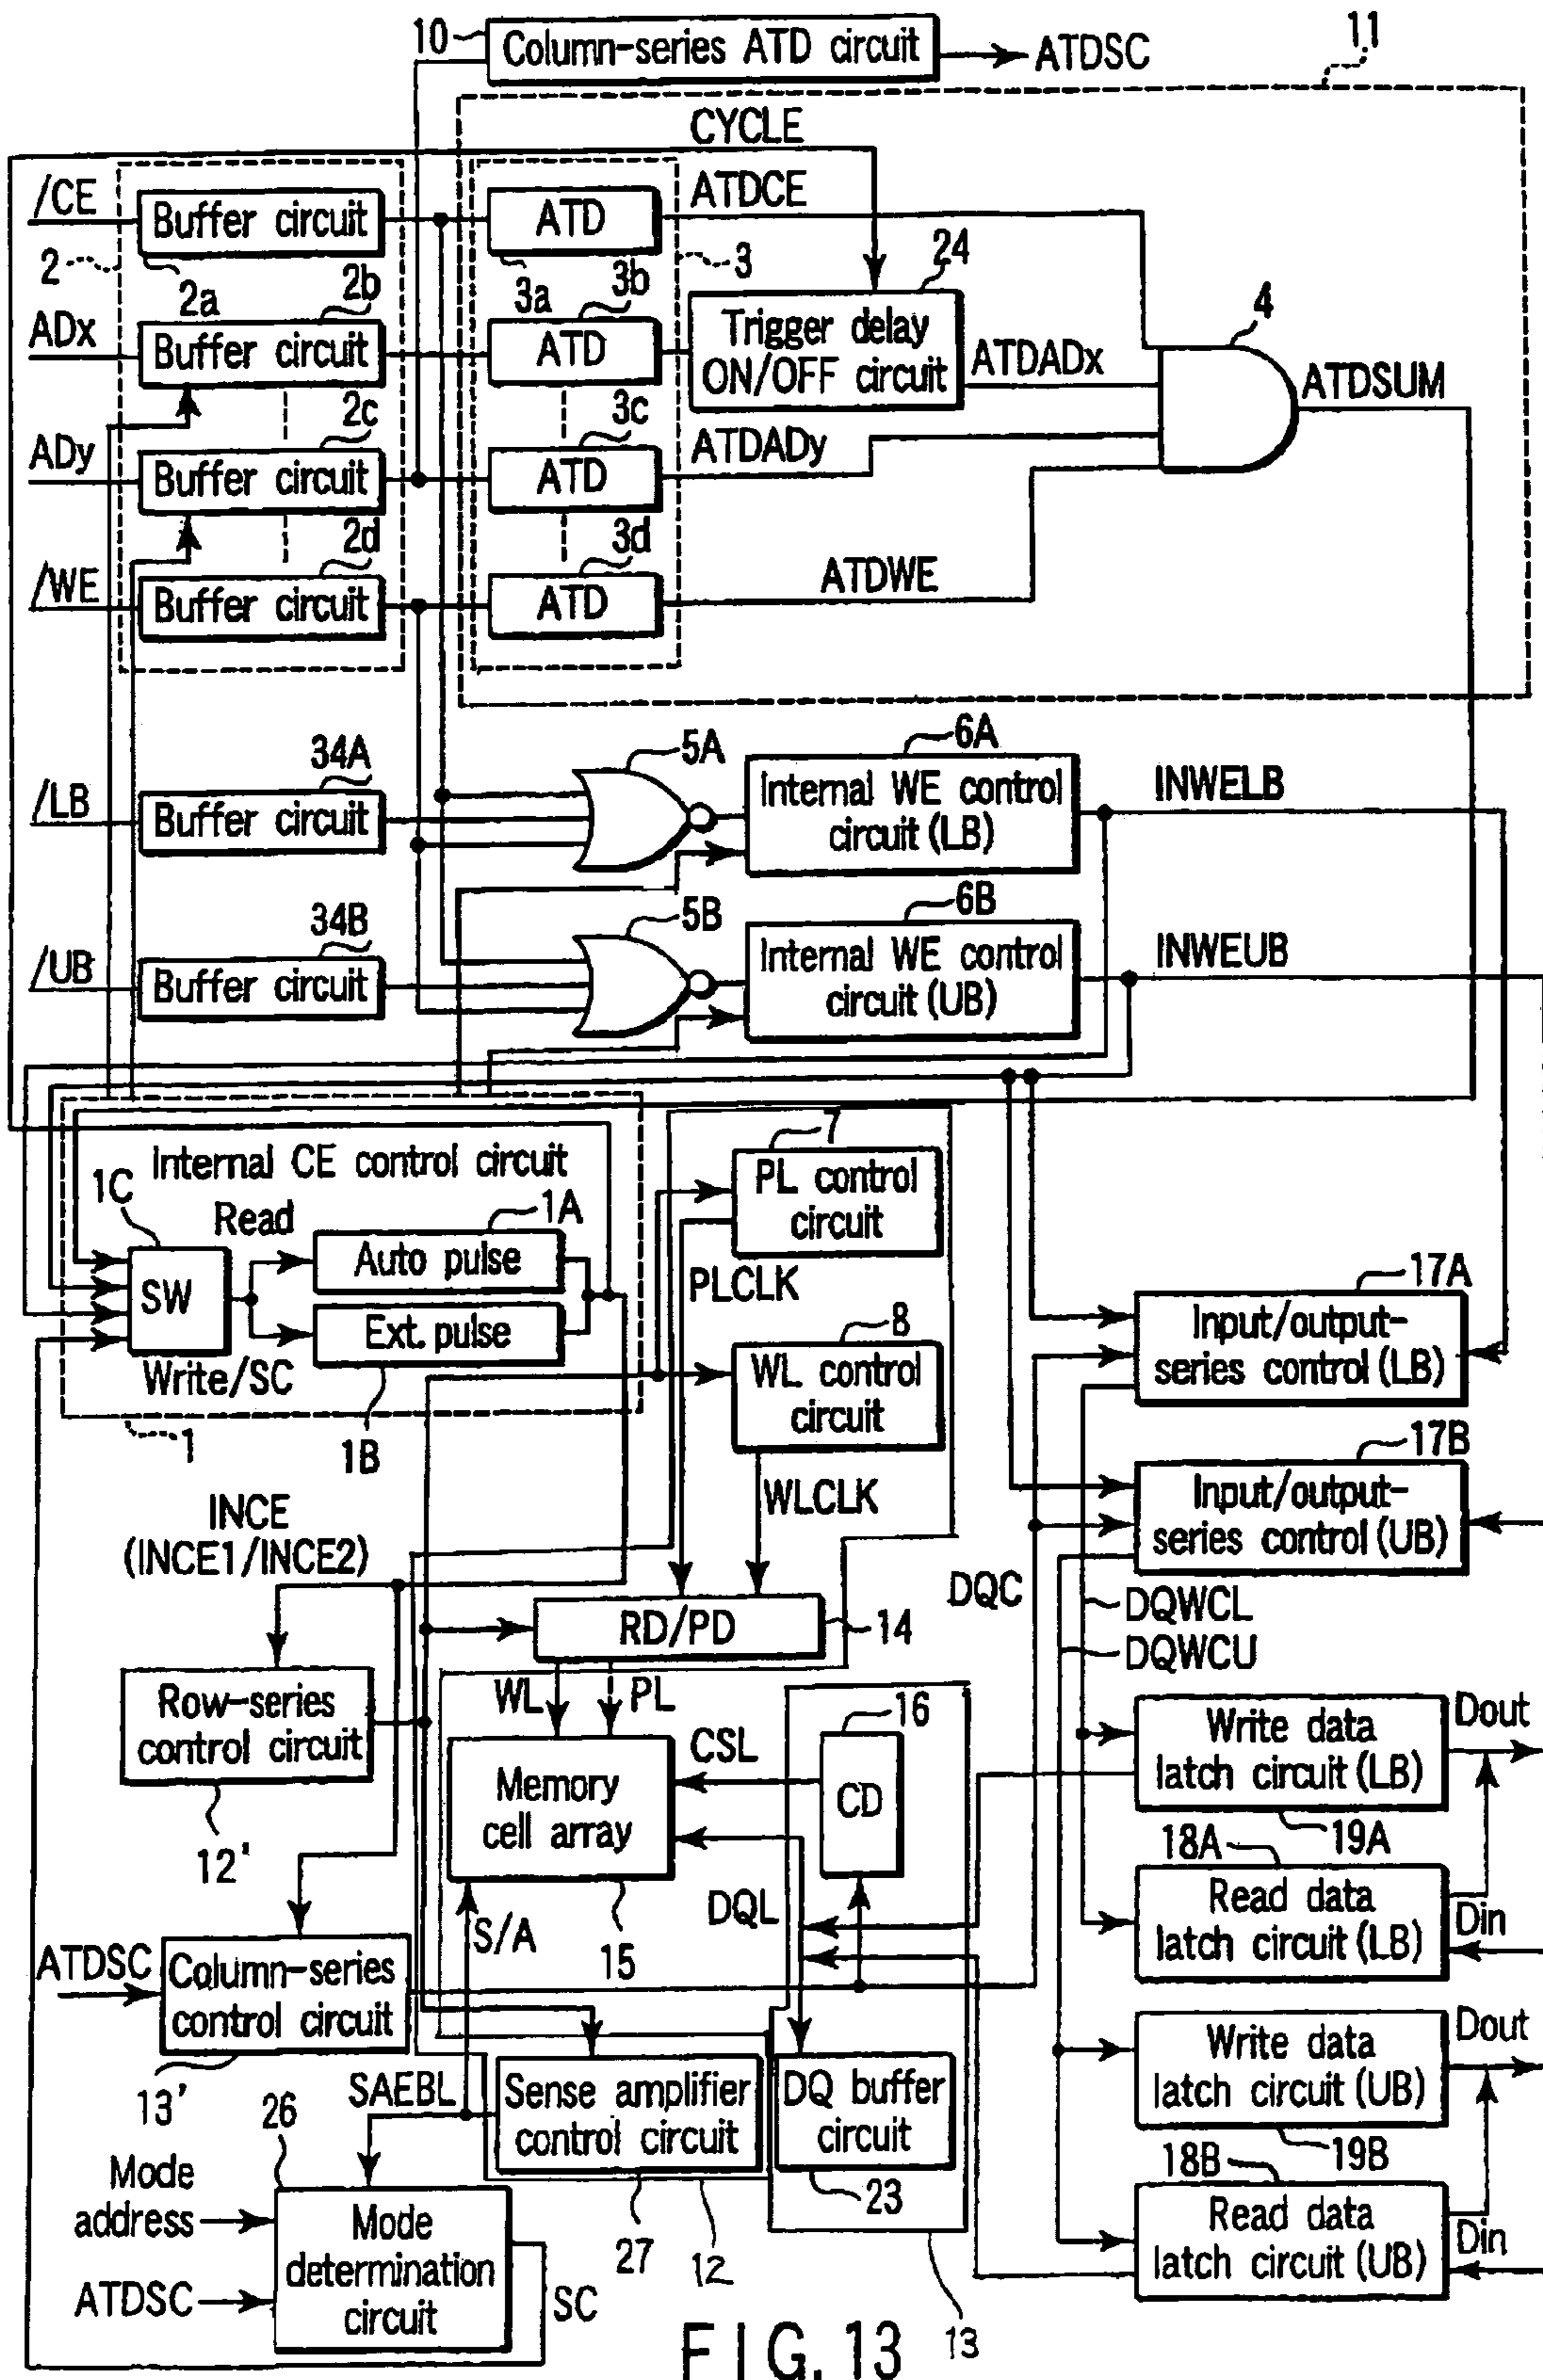 10
Column-series ATD circuit
ATDSC
11
CYCLE
/CE
Buffer circuit
ATD
ATDCE
2
2a
2b
3a
3b
3
24
ADx
Buffer circuit
ATD
Trigger delay
ON/OFF circuit
ATDADx
4
ATDSUM
2c
3c
ADy
Buffer circuit
ATD
ATDADy
2d
3d
/WE
Buffer circuit
ATD
ATDWE
34A
5A
6A
/LB
Buffer circuit
Internal WE control
circuit (LB)
INWELB
34B
5B
6B
/UB
Buffer circuit
Internal WE control
circuit (UB)
INWEUB
Internal CE control circuit
1C
Read
1A
SW
Auto pulse
Ext. pulse
Write/SC
1
1B
7
PL control
circuit
PLCLK
8
WL control
circuit
WLCLK
17A
Input/output-
series control (LB)
17B
Input/output-
series control (UB)
INCE
(INCE1/INCE2)
DQC
DQWCL
DQWCU
RD/PD
14
Row-series
control circuit
12'
WL
PL
16
CSL
CD
Memory
cell array
15
DQL
S/A
Write data
latch circuit (LB)
Dout
19A
18A
Read data
latch circuit (LB)
Din
ATDSC
Column-series
control circuit
13'
SAEBL
Sense amplifier
control circuit
27
12
DQ buffer
circuit
23
13
Write data
latch circuit (UB)
Dout
19B
18B
Read data
latch circuit (UB)
Din
26
Mode
address
ATDSC
Mode
determination
circuit
SC
FIG. 13